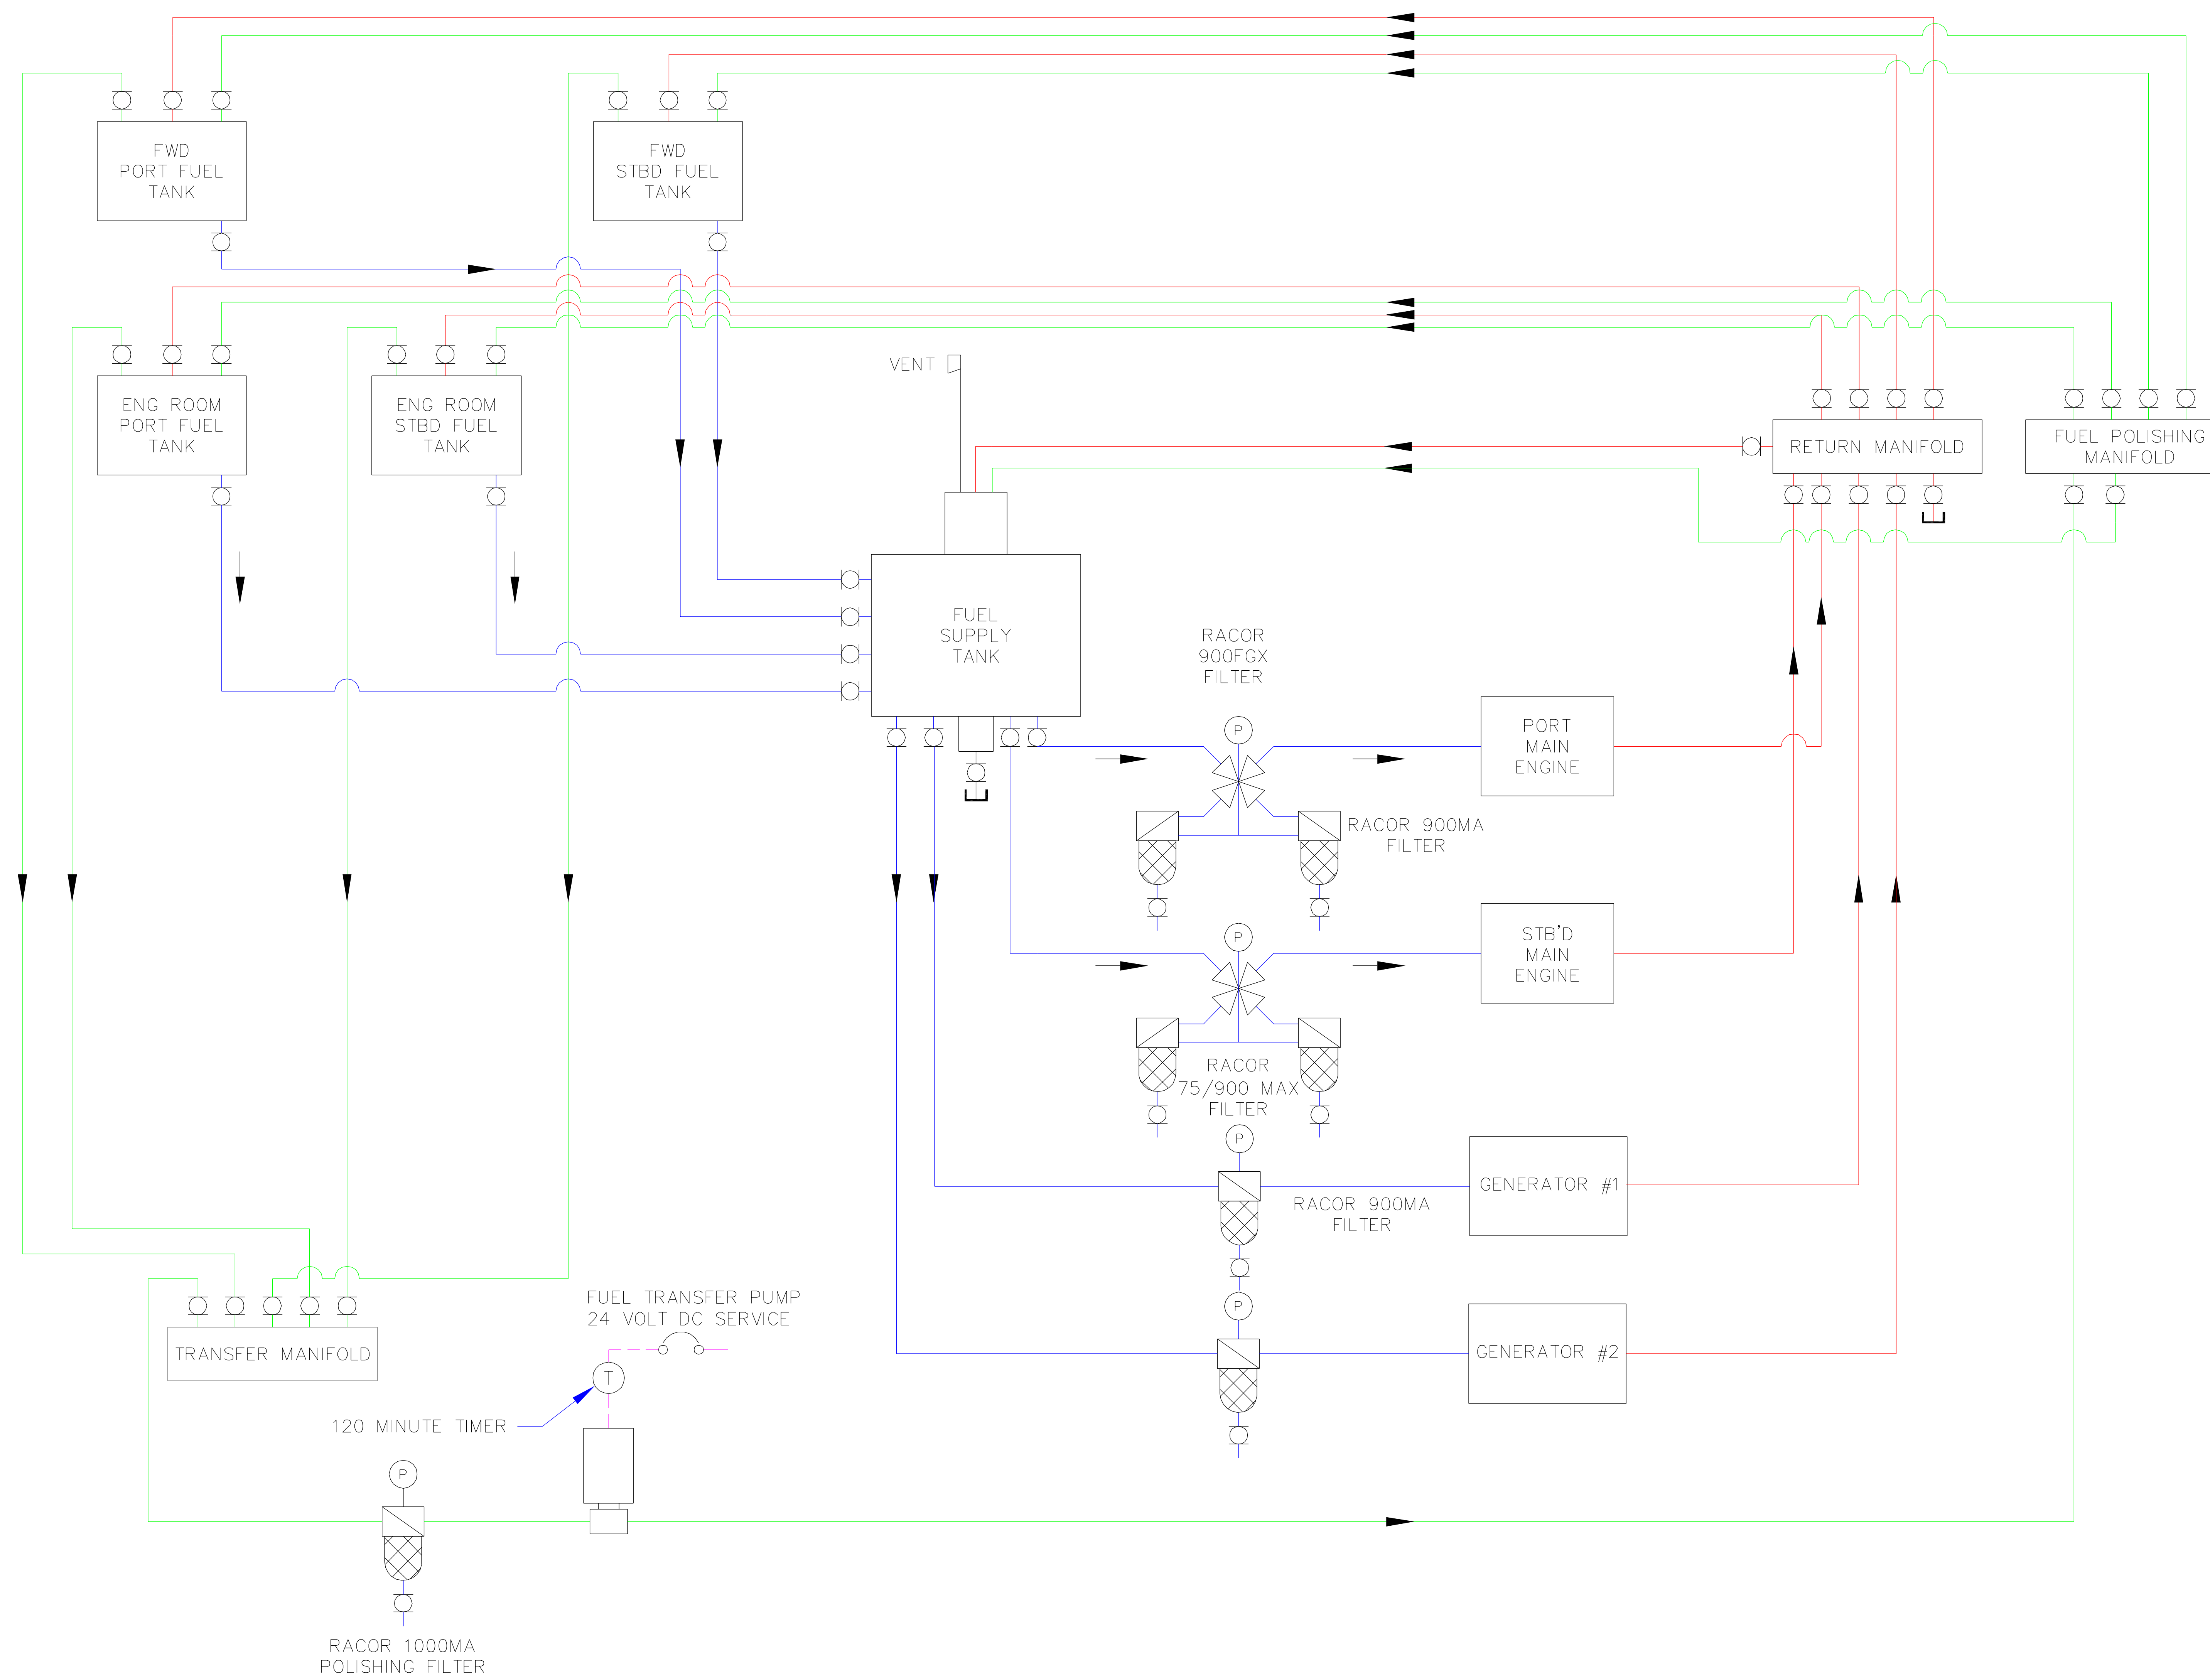 FWD
PORT FUEL
TANK
FWD
STBD FUEL
TANK
VENT
ENG ROOM
PORT FUEL
TANK
ENG ROOM
STBD FUEL
TANK
RETURN MANIFOLD
FUEL POLISHING
MANIFOLD
FUEL
SUPPLY
TANK
RACOR
900FGX
FILTER
P
PORT
MAIN
ENGINE
RACOR 900MA
FILTER
P
STB'D
MAIN
ENGINE
RACOR
75/900 MAX
FILTER
P
GENERATOR #1
RACOR 900MA
FILTER
P
GENERATOR #2
FUEL TRANSFER PUMP
24 VOLT DC SERVICE
TRANSFER MANIFOLD
T
120 MINUTE TIMER
P
RACOR 1000MA
POLISHING FILTER